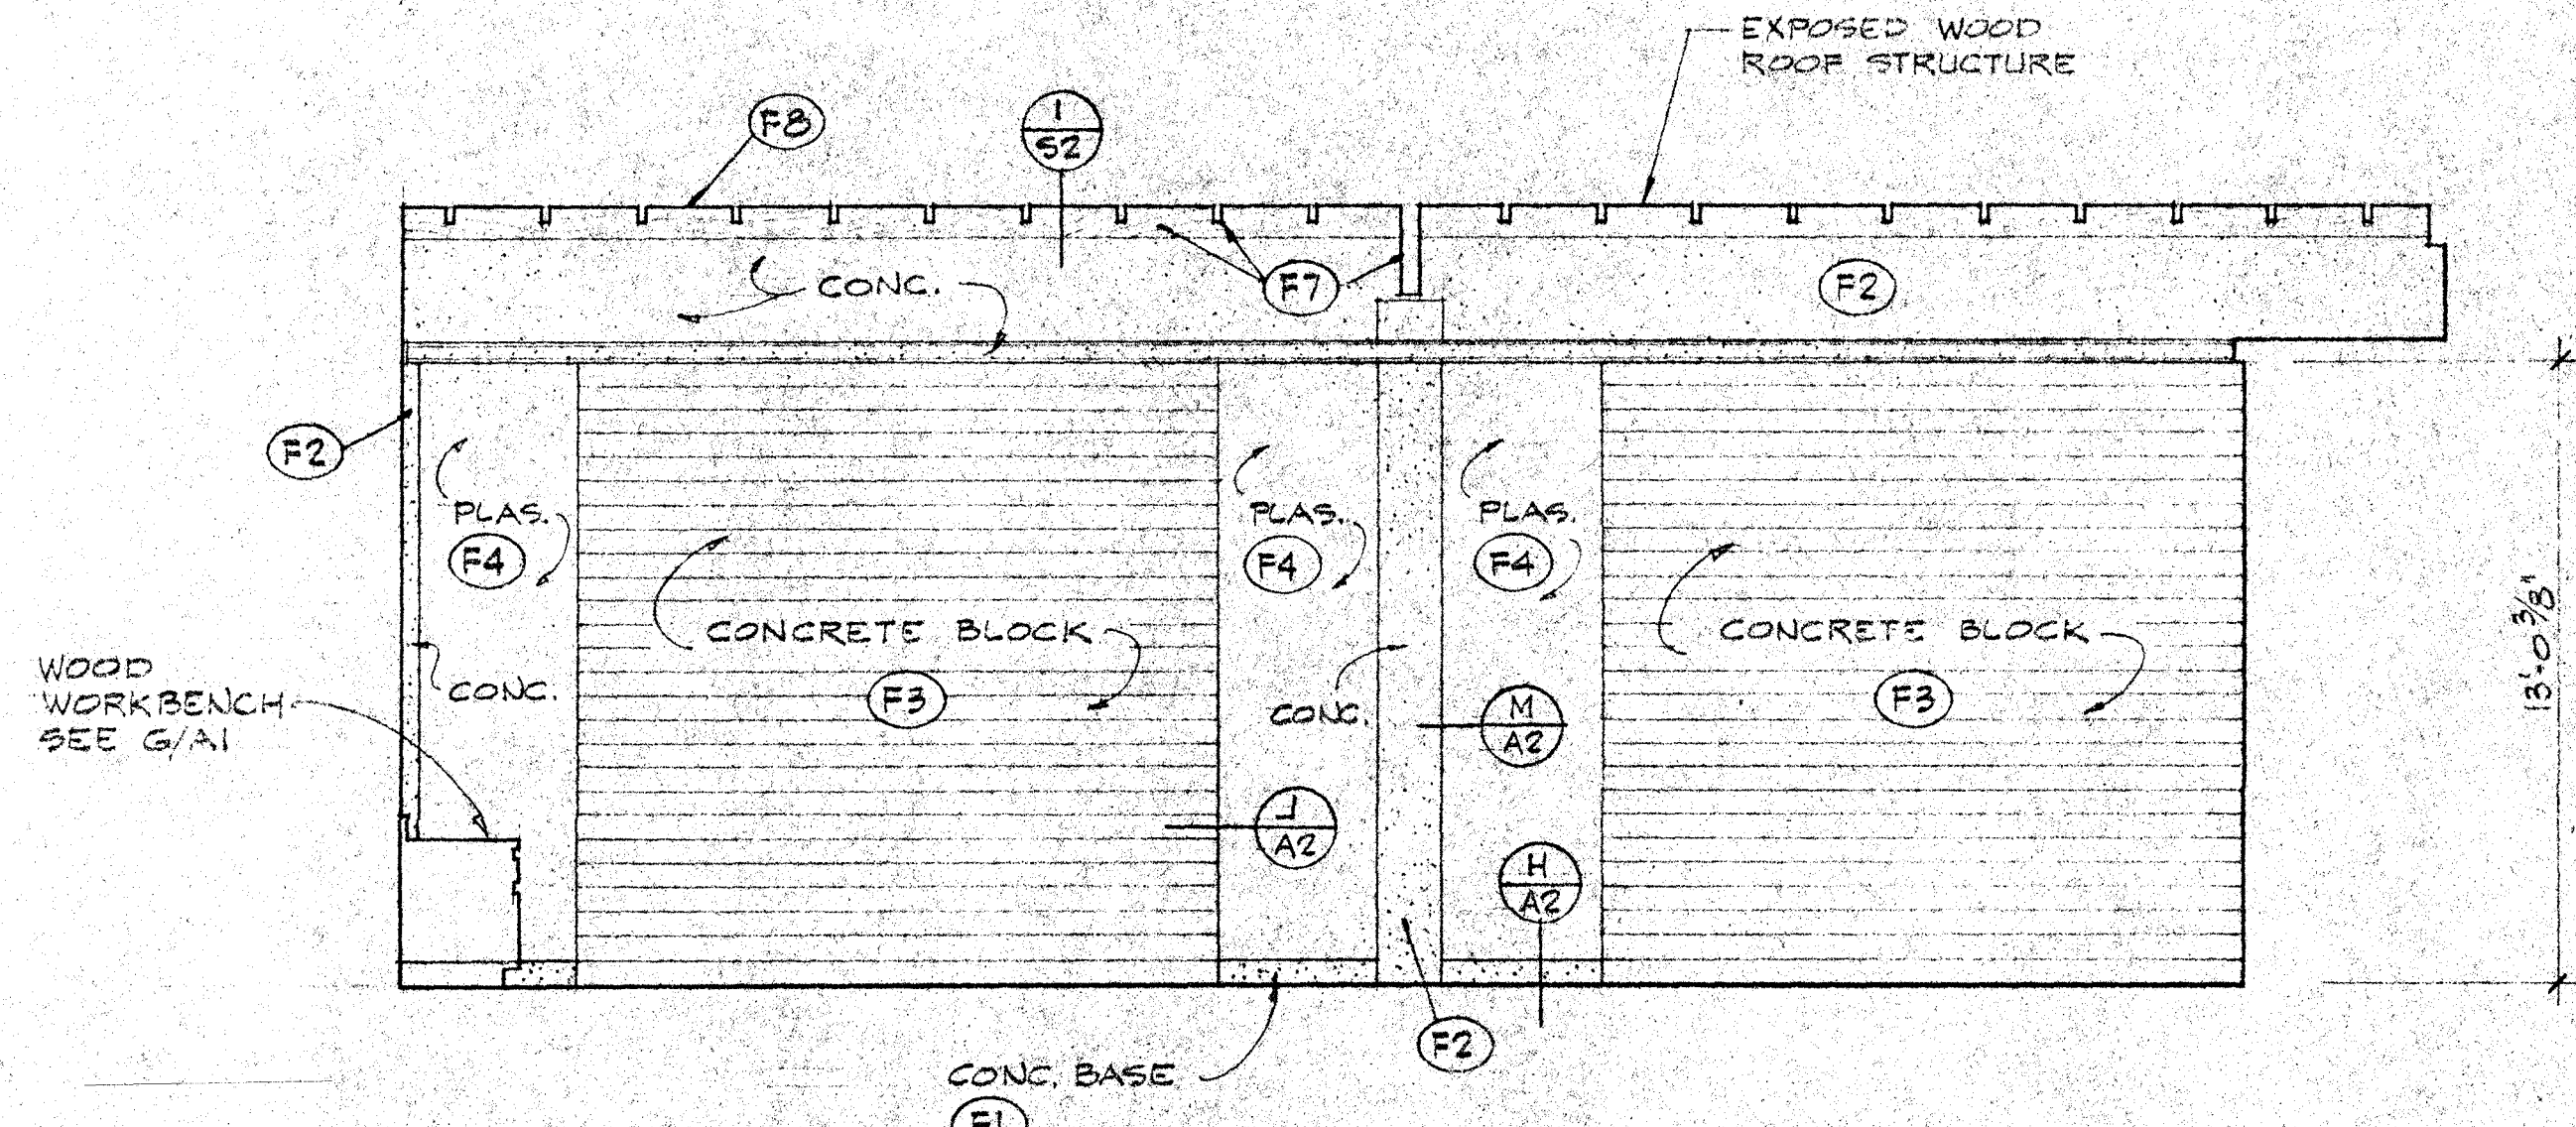 EXPOSED WOOD
ROOF STRUCTURE
F8
1
S2
CONC.
F7
F2
F2
PLAS.
F4
PLAS.
F4
PLAS.
F4
CONCRETE BLOCK
F3
CONCRETE BLOCK
F3
13'-0 3/8"
WOOD
WORKBENCH
SEE G/A1
CONC.
CONC.
M
A2
J
A2
H
A2
F2
CONC. BASE
F1